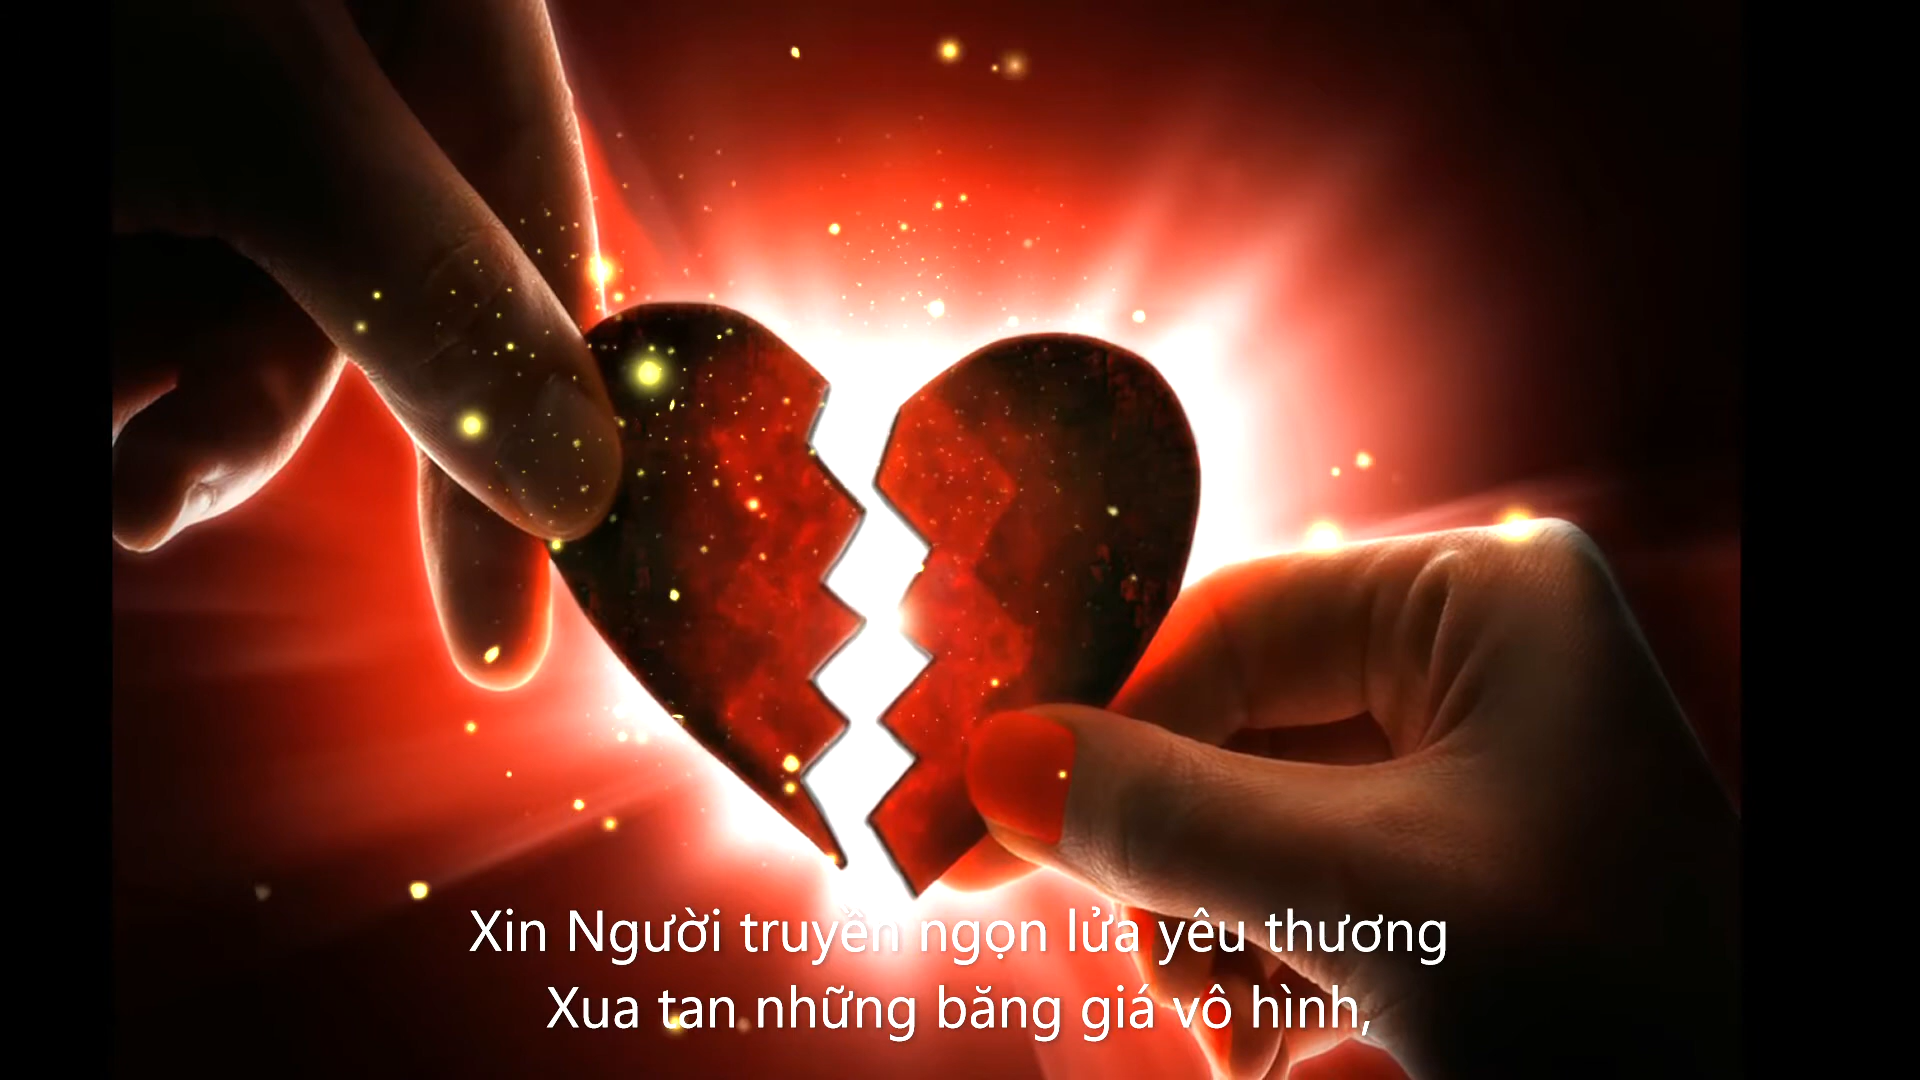 Xin Người truyền ngọn lửa yêu thương
Xua tan những băng giá vô hình,